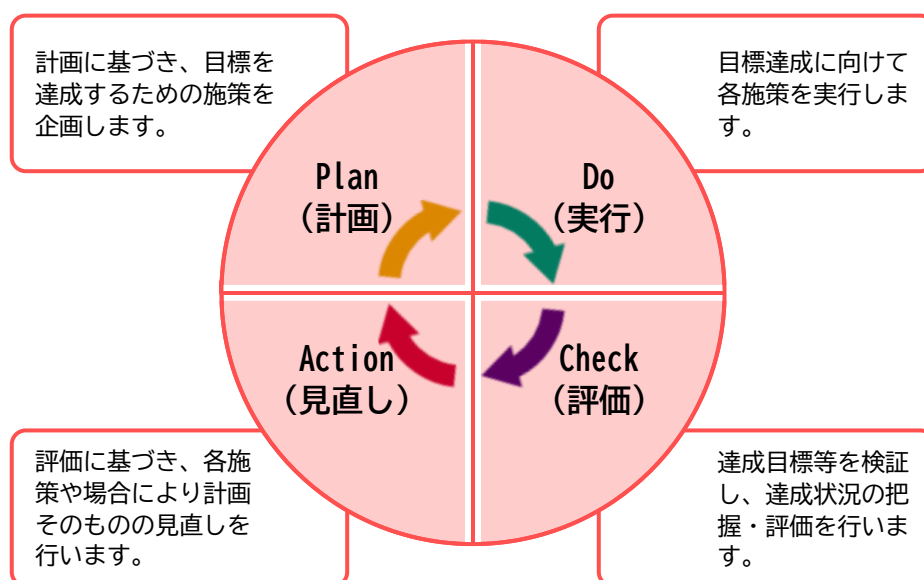 計画に基づき、目標を
達成するための施策を
企画します。
目標達成に向けて
各施策を実行しま
す。
Plan
（計画）
Do
（実行）
Action
（見直し）
Check
（評価）
評価に基づき、各施
策や場合により計画
そのものの見直しを
行います。
達成目標等を検証
し、達成状況の把
握・評価を行いま
す。